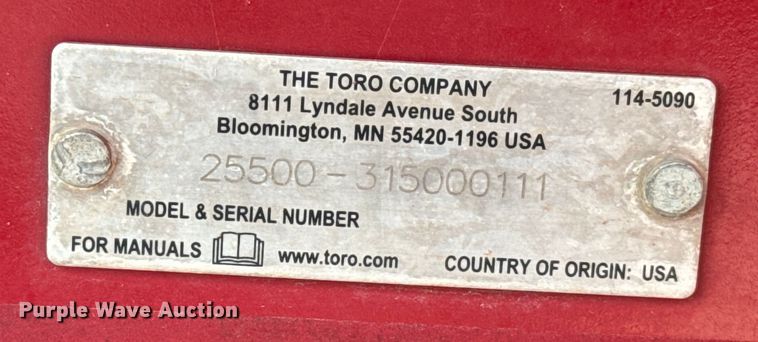 THE TORO COMPANY
114-5090
8111 Lyndale Avenue South
Bloomington, MN 55420-1196 USA
25500-315000111
MODEL & SERIAL NUMBER
FOR MANUALS www.toro.com
COUNTRY OF ORIGIN: USA
Purple Wave Auction